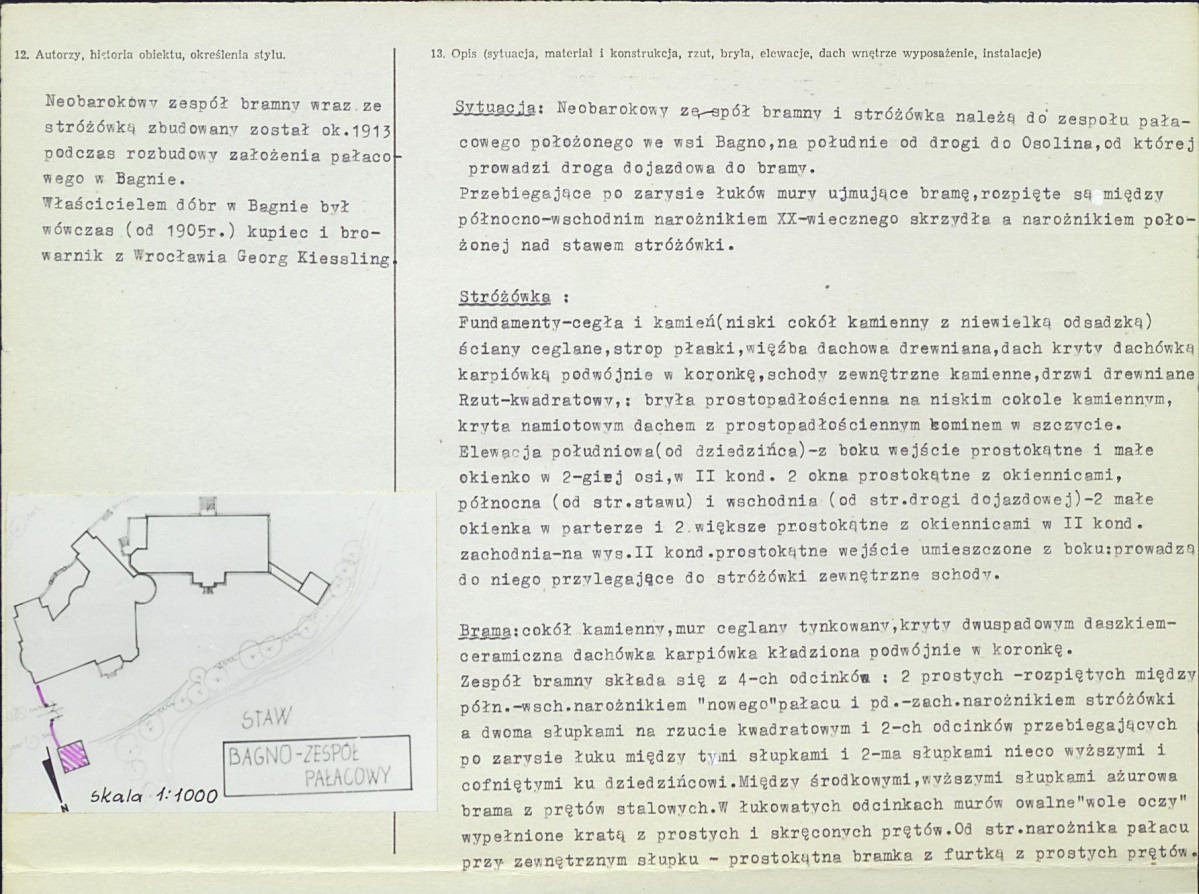 12. Autorzy, historia obiektu, określenia stylu.
Neobarokowy zespół bramny wraz ze
stróżówką zbudowany został ok.1913
podczas rozbudowy założenia pałaco-
wego w Bagnie.
Właścicielem dóbr w Bagnie był
wówczas (od 1905r.) kupiec i bro-
warnik z Wrocławia Georg Kiessling.
13. Opis (sytuacja, materiał i konstrukcja, rzut, bryła, elewacje, dach wnętrze wyposażenie, instalacje)
Sytuacja: Neobarokowy zę spół bramny i stróżówka należą do zespołu pała-
cowego położonego we wsi Bagno,na południe od drogi do Osolina,od której
prowadzi droga dojazdowa do bramy.
Przebiegające po zarysie łuków mury ujmujące bramę,rozpięte są między
północno-wschodnim narożnikiem XX-wiecznego skrzydła a narożnikiem poło-
żonej nad stawem stróżówki.
Stróżówka :
Fundamenty-cegła i kamień(niski cokół kamienny z niewielką odsadzką)
ściany ceglane,strop płaski,więźba dachowa drewniana,dach kryty dachówką
karpiówką podwójnie w koronkę,schody zewnętrzne kamienne,drzwi drewniane
Rzut-kwadratowy,: bryła prostopadłościenna na niskim cokole kamiennym,
kryta namiotowym dachem z prostopadłościennym kominem w szczycie.
Elewacja południowa(od dziedzińca)-z boku wejście prostokątne i małe
okienko w 2-giej osi,w II kond. 2 okna prostokątne z okiennicami,
północna (od str.stawu) i wschodnia (od str.drogi dojazdowej)-2 małe
okienka w parterze i 2 większe prostokątne z okiennicami w II kond.
zachodnia-na wys.II kond.prostokątne wejście umieszczone z boku:prowadzą
do niego przylegające do stróżówki zewnętrzne schody.
Brama:cokół kamienny,mur ceglany tynkowany,kryty dwuspadowym daszkiem-
ceramiczna dachówka karpiówka kładziona podwójnie w koronkę.
Zespół bramny składa się z 4-ch odcinków : 2 prostych -rozpiętych między
półn.-wsch.narożnikiem "nowego"pałacu i pd.-zach.narożnikiem stróżówki
a dwoma słupkami na rzucie kwadratowym i 2-ch odcinków przebiegających
po zarysie łuku między tymi słupkami i 2-ma słupkami nieco wyższymi i
cofniętymi ku dziedzińcowi.Między środkowymi,wyższymi słupkami ażurowa
brama z prętów stalowych.W łukowatych odcinkach murów owalne"wole oczy"
wypełnione kratą z prostych i skręconych prętów.Od str.narożnika pałacu
przy zewnętrznym słupku - prostokątna bramka z furtką z prostych prętów.
STAW
BAGNO-ZESPÓŁ
PAŁACOWY
skala 1:1000
N